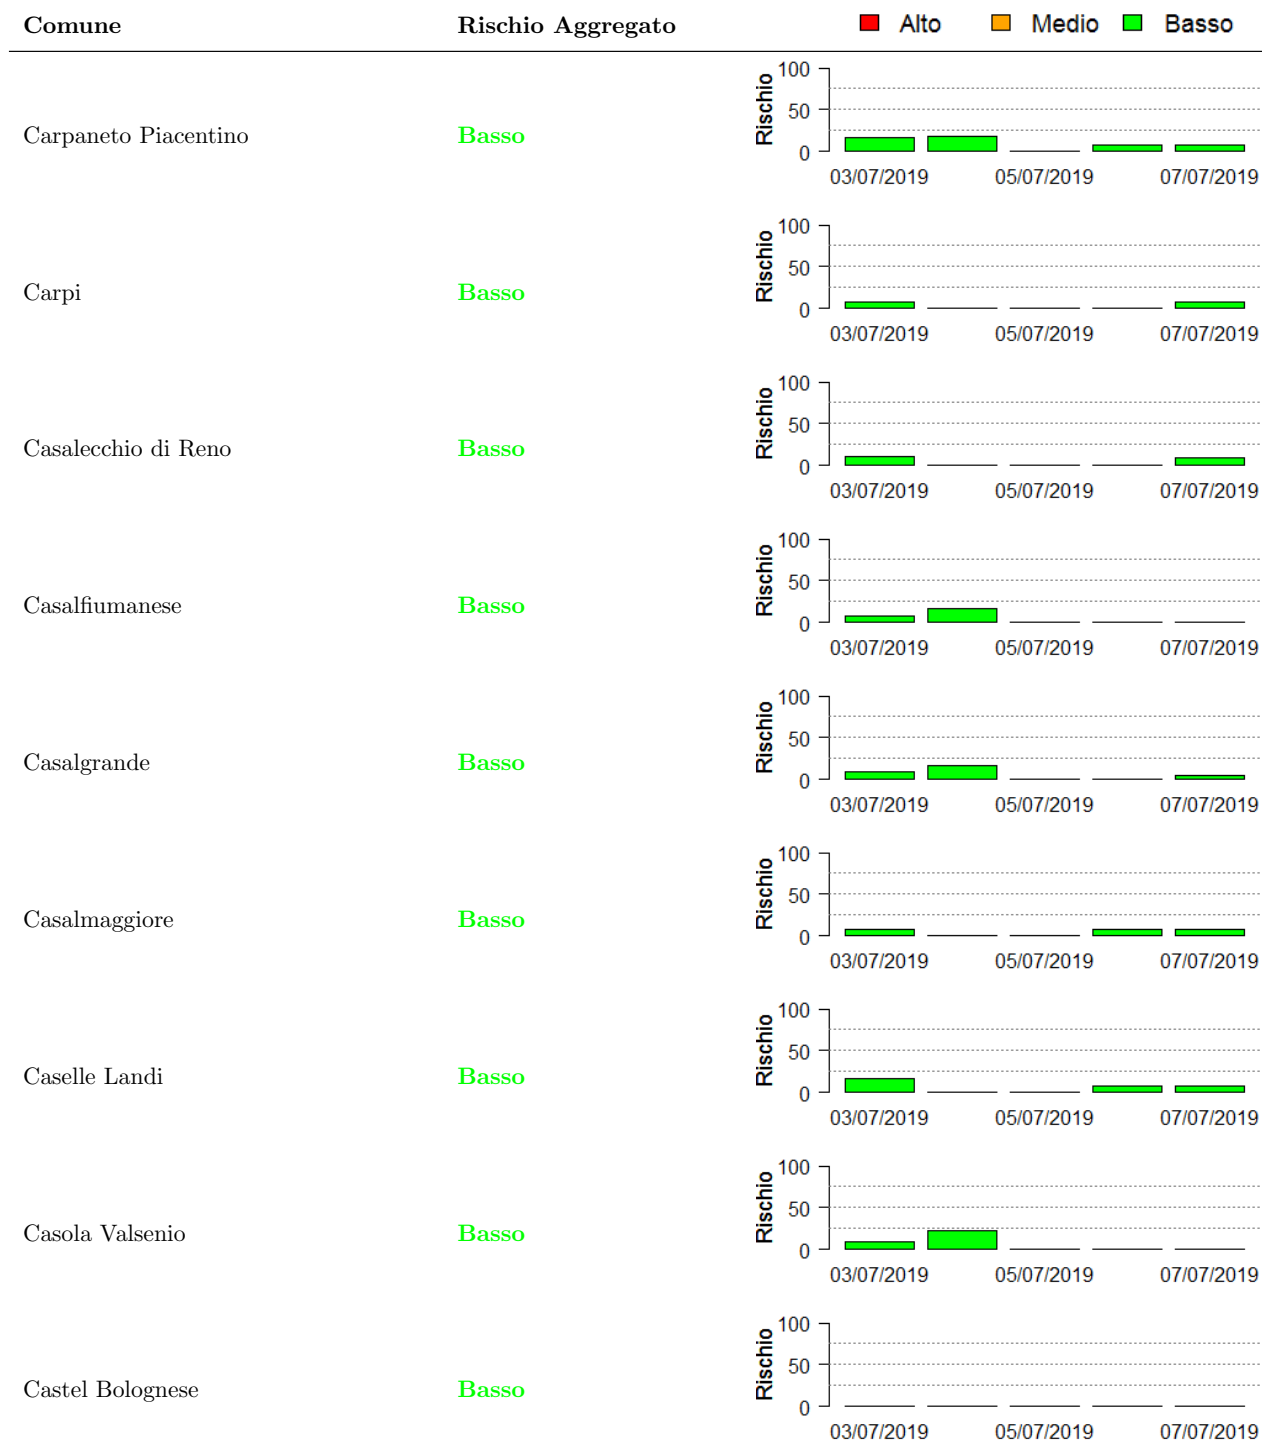 Comune Rischio Aggregato Alto Medio Basso
Carpaneto Piacentino Basso
Rischio
100
50
0
03/07/2019 05/07/2019 07/07/2019
Carpi Basso
Rischio
100
50
0
03/07/2019 05/07/2019 07/07/2019
Casalecchio di Reno Basso
Rischio
100
50
0
03/07/2019 05/07/2019 07/07/2019
Casalfiumanese Basso
Rischio
100
50
0
03/07/2019 05/07/2019 07/07/2019
Casalgrande Basso
Rischio
100
50
0
03/07/2019 05/07/2019 07/07/2019
Casalmaggiore Basso
Rischio
100
50
0
03/07/2019 05/07/2019 07/07/2019
Caselle Landi Basso
Rischio
100
50
0
03/07/2019 05/07/2019 07/07/2019
Casola Valsenio Basso
Rischio
100
50
0
03/07/2019 05/07/2019 07/07/2019
Castel Bolognese Basso
Rischio
100
50
0
03/07/2019 05/07/2019 07/07/2019